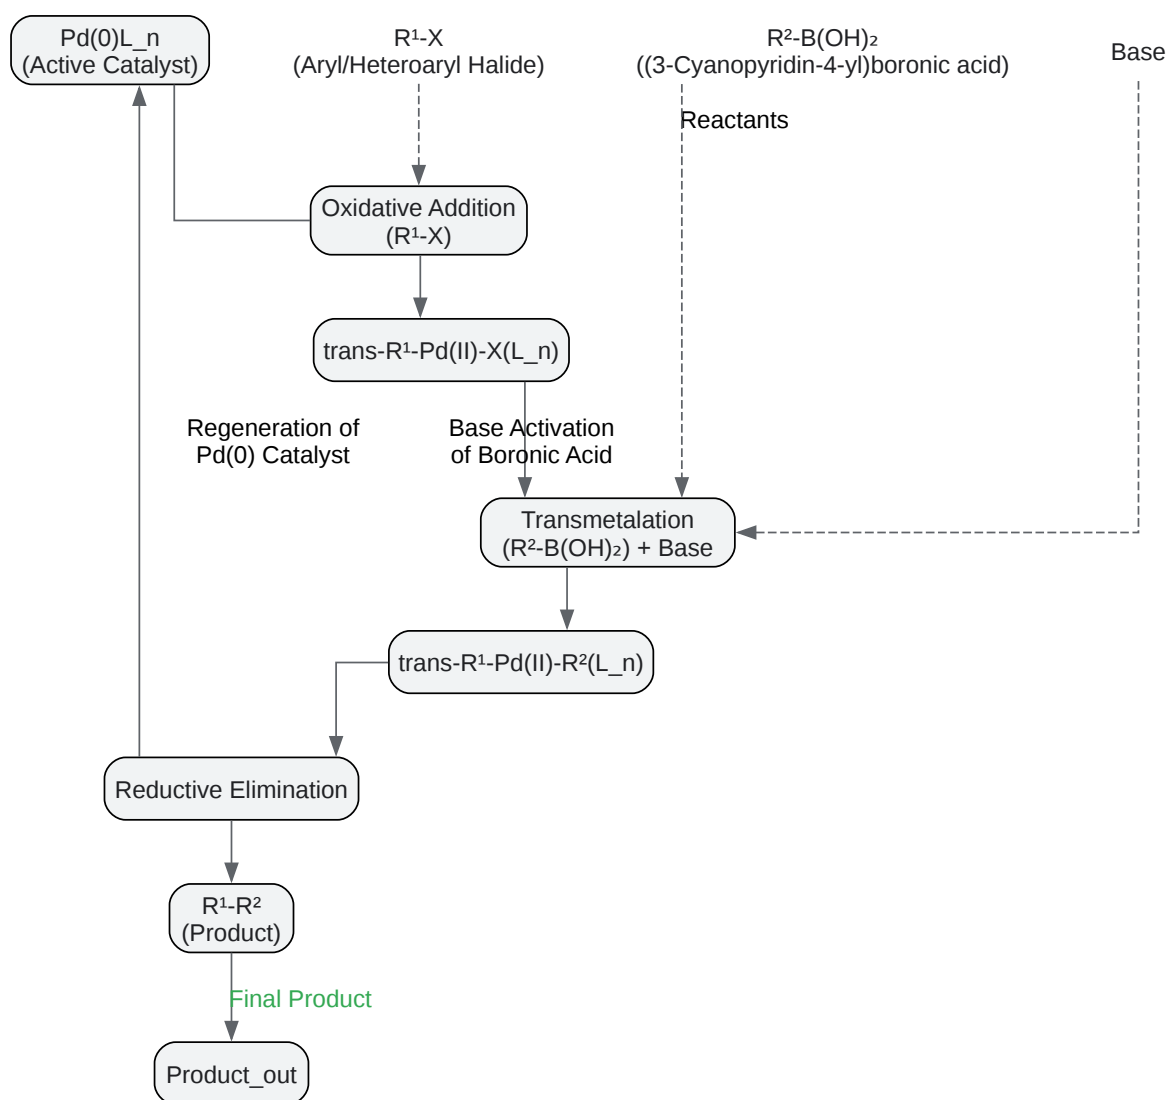 Pd(0)L_n
(Active Catalyst)
R¹-X
(Aryl/Heteroaryl Halide)
R²-B(OH)₂
((3-Cyanopyridin-4-yl)boronic acid)
Base
Reactants
Oxidative Addition
(R¹-X)
trans-R¹-Pd(II)-X(L_n)
Regeneration of
Pd(0) Catalyst
Base Activation
of Boronic Acid
Transmetalation
(R²-B(OH)₂) + Base
trans-R¹-Pd(II)-R²(L_n)
Reductive Elimination
R¹-R²
(Product)
Final Product
Product_out